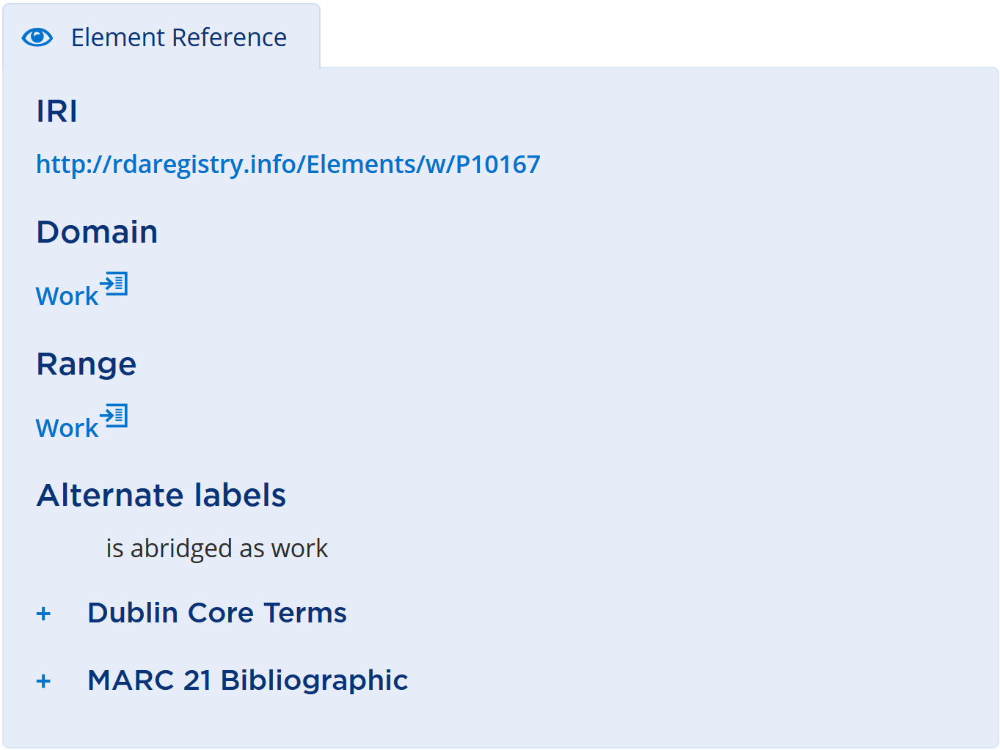 Element Reference
IRI
http://rdaregistry.info/Elements/w/P10167
Domain
Work
Range
Work
Alternate labels
is abridged as work
+ Dublin Core Terms
+ MARC 21 Bibliographic